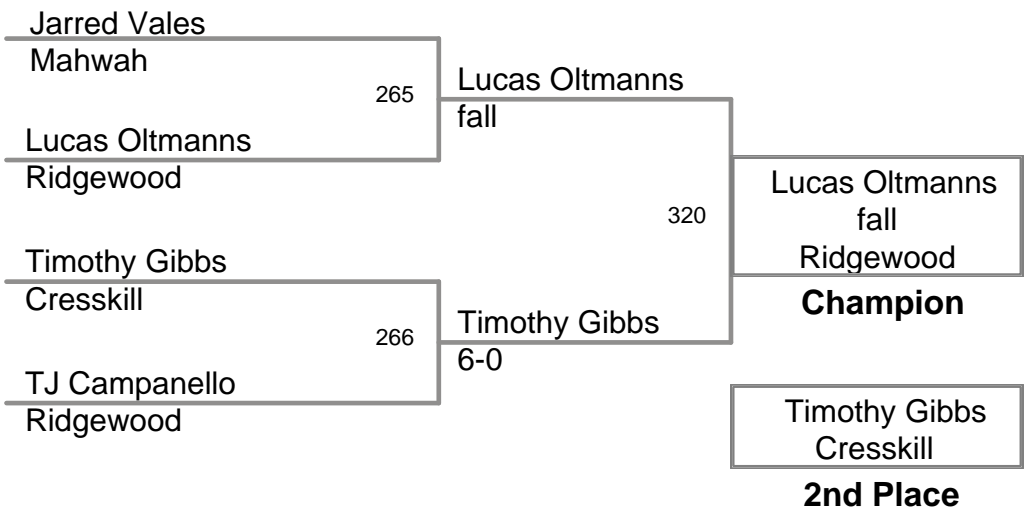 Jarred Vales
Mahwah
265
Lucas Oltmanns
Ridgewood
Lucas Oltmanns
fall
Timothy Gibbs
Cresskill
266
TJ Campanello
Ridgewood
Timothy Gibbs
6-0
320
Lucas Oltmanns
fall
Ridgewood
Champion
Timothy Gibbs
Cresskill
2nd Place